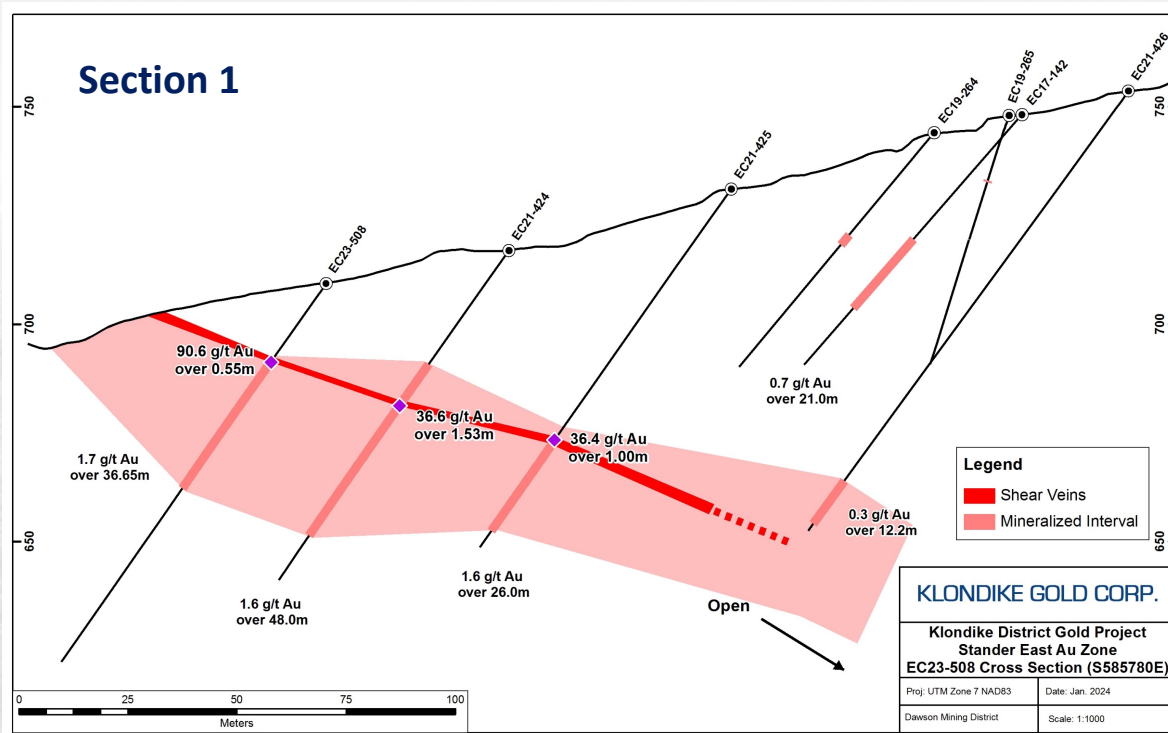 Section 1
750
700
650
750
700
650
EC23-508
EC21-424
EC21-425
EC19-264
EC19-265
EC17-142
EC21-426
90.6 g/t Au
over 0.55m
36.6 g/t Au
over 1.53m
36.4 g/t Au
over 1.00m
1.7 g/t Au
over 36.65m
1.6 g/t Au
over 48.0m
1.6 g/t Au
over 26.0m
0.7 g/t Au
over 21.0m
0.3 g/t Au
over 12.2m
Open
Legend
Shear Veins
Mineralized Interval
KLONDIKE GOLD CORP.
Klondike District Gold Project
Stander East Au Zone
EC23-508 Cross Section (S585780E)
Proj: UTM Zone 7 NAD83
Date: Jan. 2024
Dawson Mining District
Scale: 1:1000
0 25 50 75 100
Meters